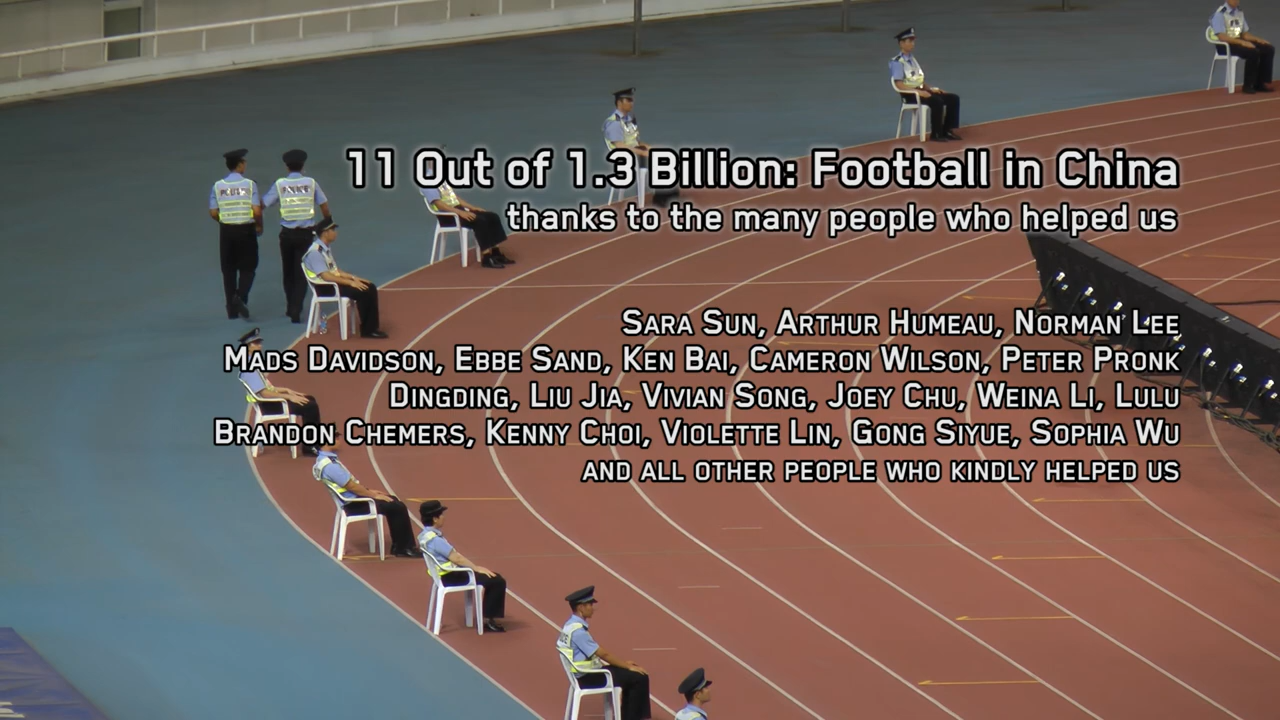 11 Out of 1.3 Billion: Football in China
thanks to the many people who helped us
Sara Sun, Arthur Humeau, Norman Lee
Mads Davidson, Ebbe Sand, Ken Bai, Cameron Wilson, Peter Pronk
Dingding, Liu Jia, Vivian Song, Joey Chu, Weina Li, Lulu
Brandon Chemers, Kenny Choi, Violette Lin, Gong Siyue, Sophia Wu
and all other people who kindly helped us